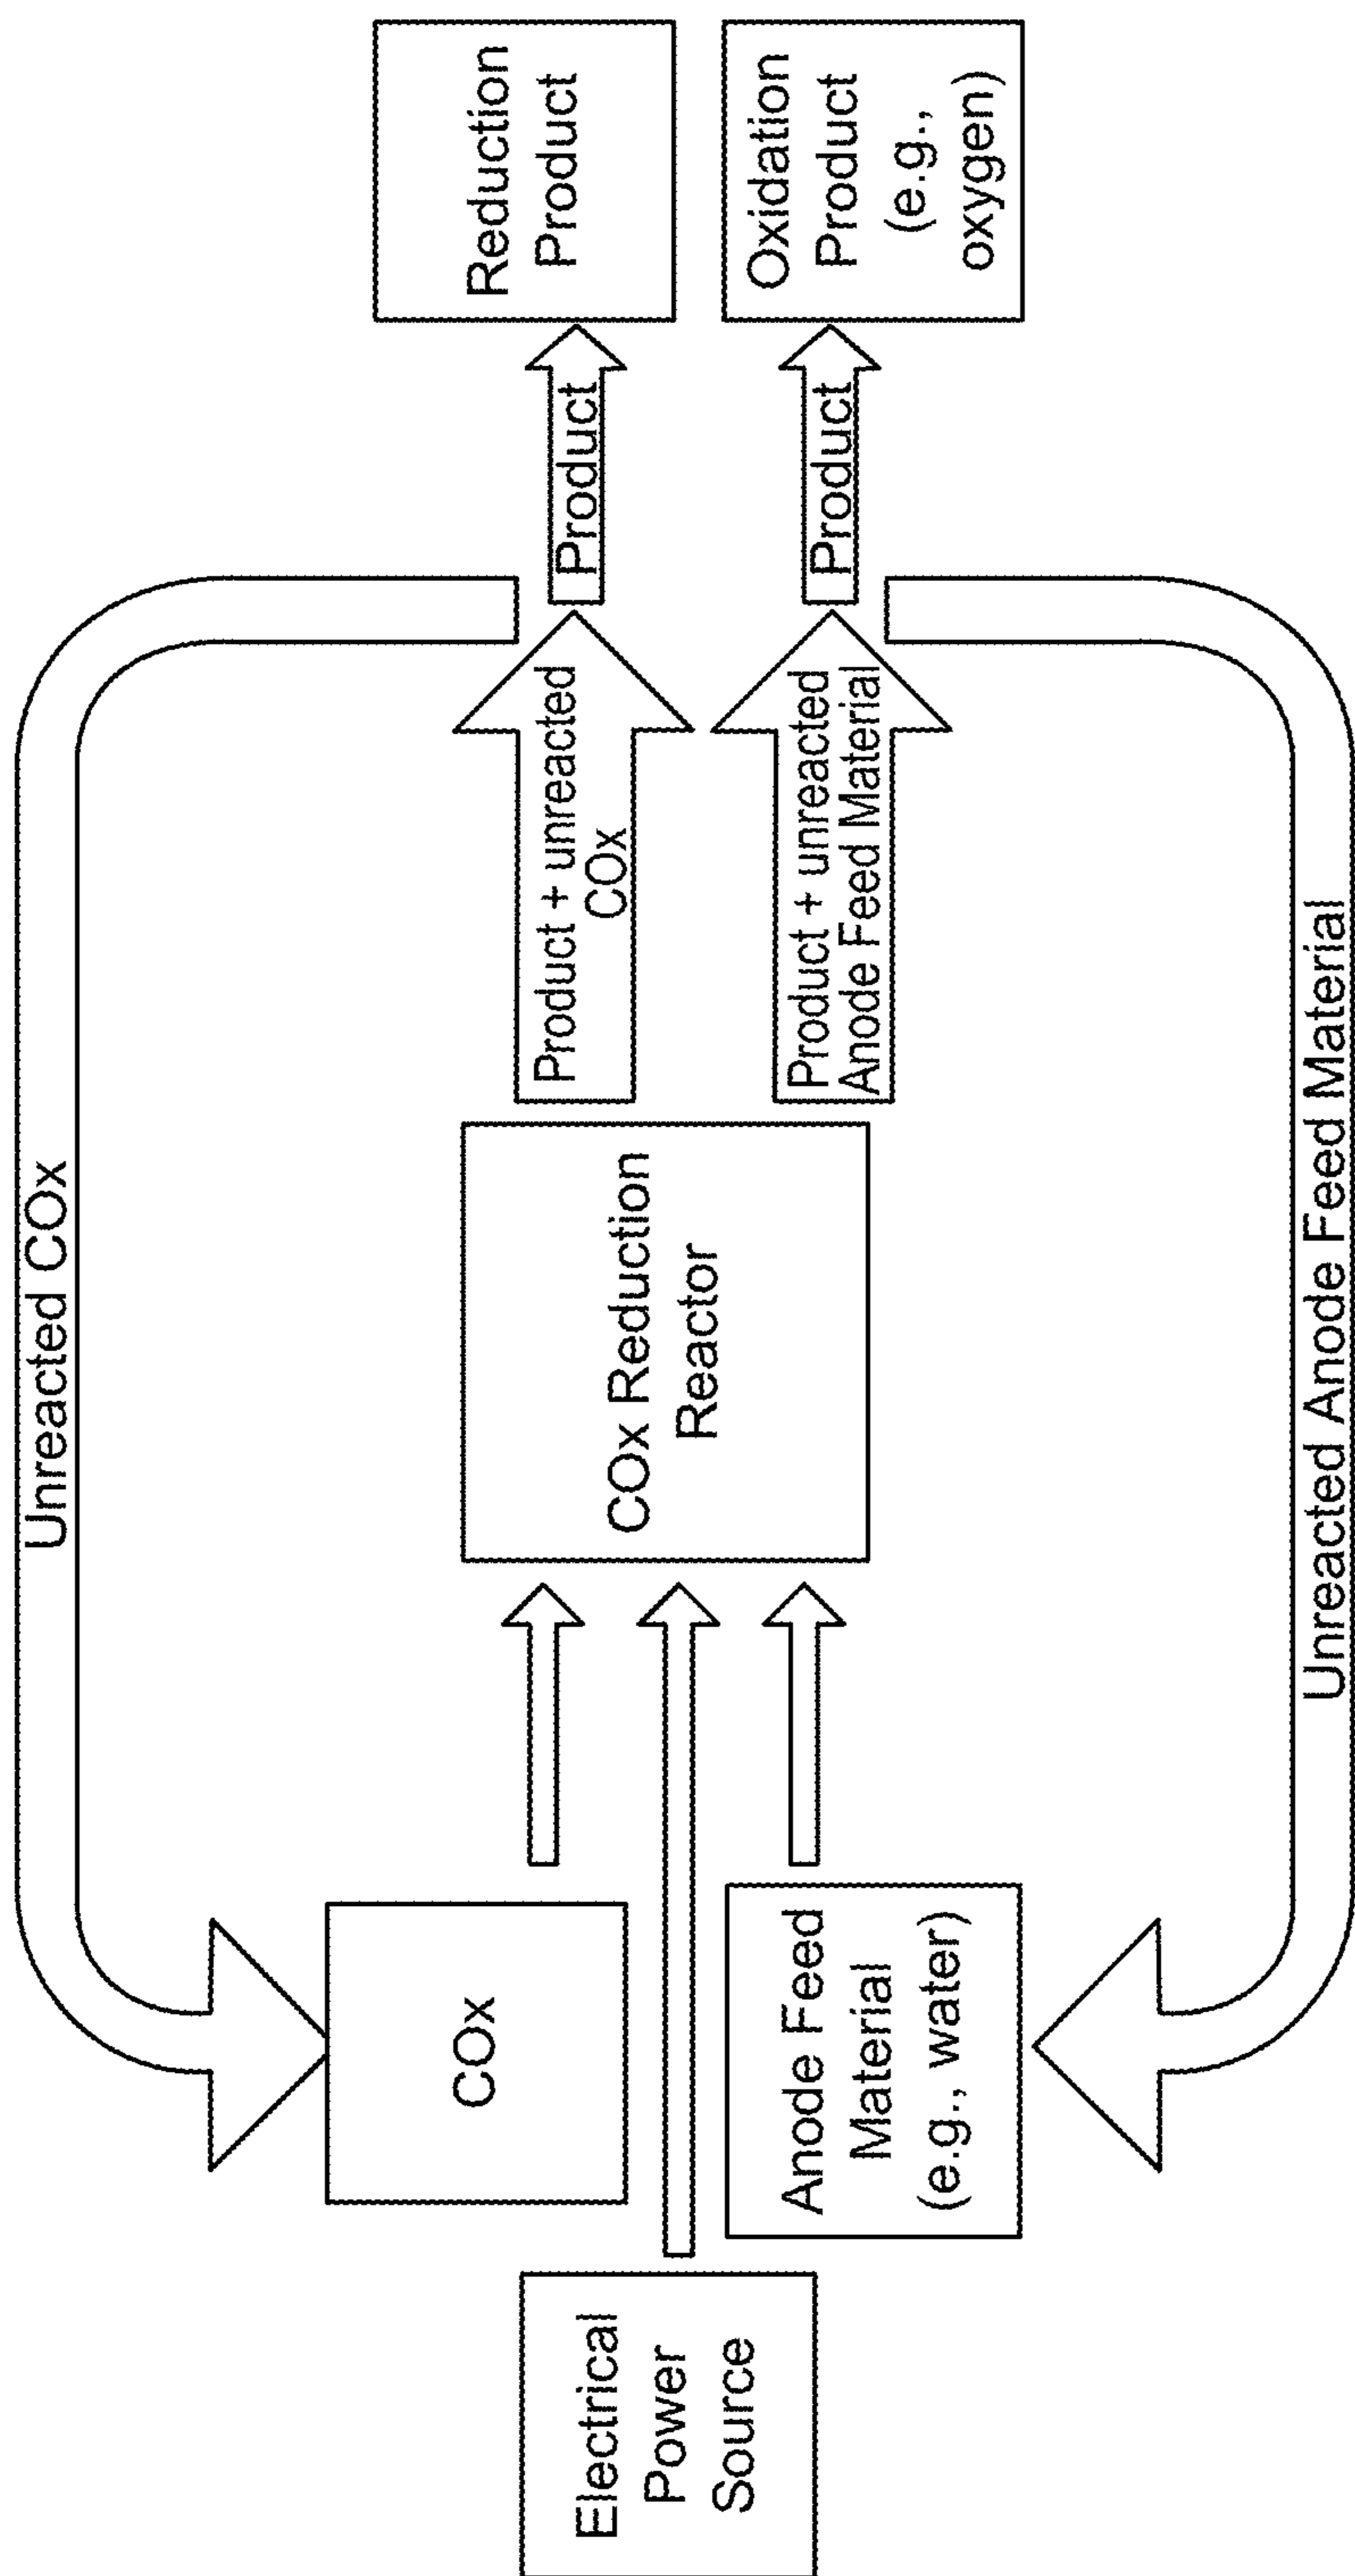 Unreacted COx
Electrical
Power
Source
COx
Anode Feed
Material
(e.g., water)
COx Reduction
Reactor
Product + unreacted
COx
Product + unreacted
Anode Feed Material
Product
Product
Reduction
Product
Oxidation
Product
(e.g.,
oxygen)
Unreacted Anode Feed Material